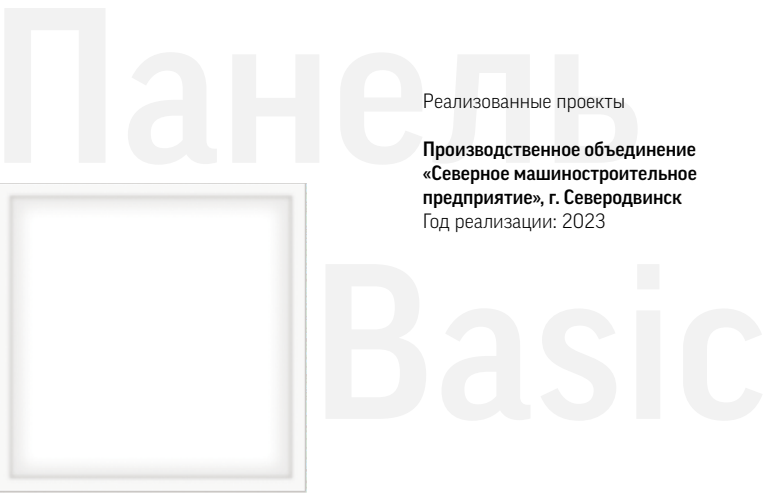 Панель
Реализованные проекты
Производственное объединение
«Северное машиностроительное
предприятие», г. Северодвинск
Год реализации: 2023
Basic